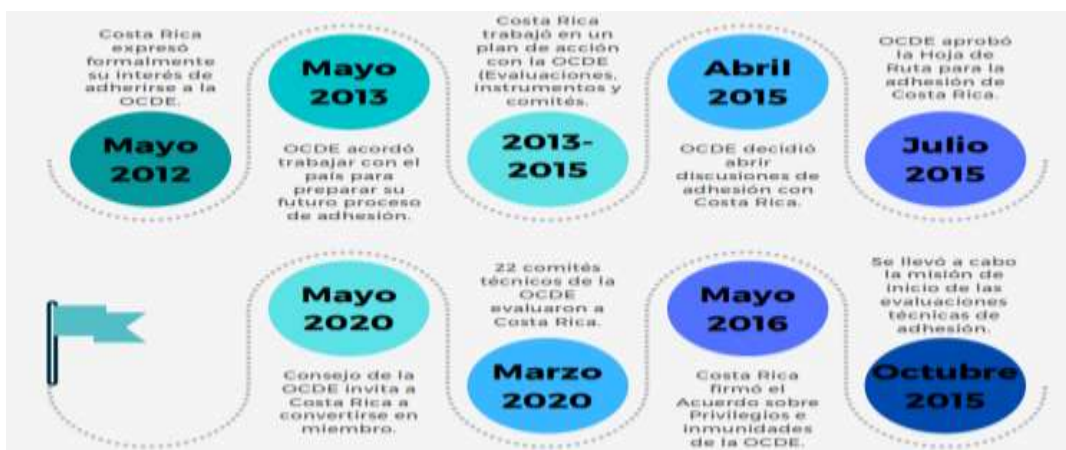 Costa Rica
expresó
formalmente
su interés de
adherirse a la
OCDE.
Mayo
2012
Mayo
2013
OCDE acordó
trabajar con el
país para
preparar su
futuro proceso
de adhesión.
Costa Rica
trabajó en un
plan de acción
con la OCDE
(Evaluaciones,
instrumentos y
comités.
2013-
2015
Abril
2015
OCDE decidió
abrir
discusiones de
adhesión con
Costa Rica.
OCDE aprobó
la Hoja de
Ruta para la
adhesión de
Costa Rica.
Julio
2015
Se llevó a cabo
la misión de
inicio de las
evaluaciones
técnicas de
adhesión.
Octubre
2015
Mayo
2016
Costa Rica
firmó el
Acuerdo sobre
Privilegios e
inmunidades
de la OCDE.
22 comités
técnicos de la
OCDE
evaluaron a
Costa Rica.
Marzo
2020
Mayo
2020
Consejo de la
OCDE invita a
Costa Rica a
convertirse en
miembro.